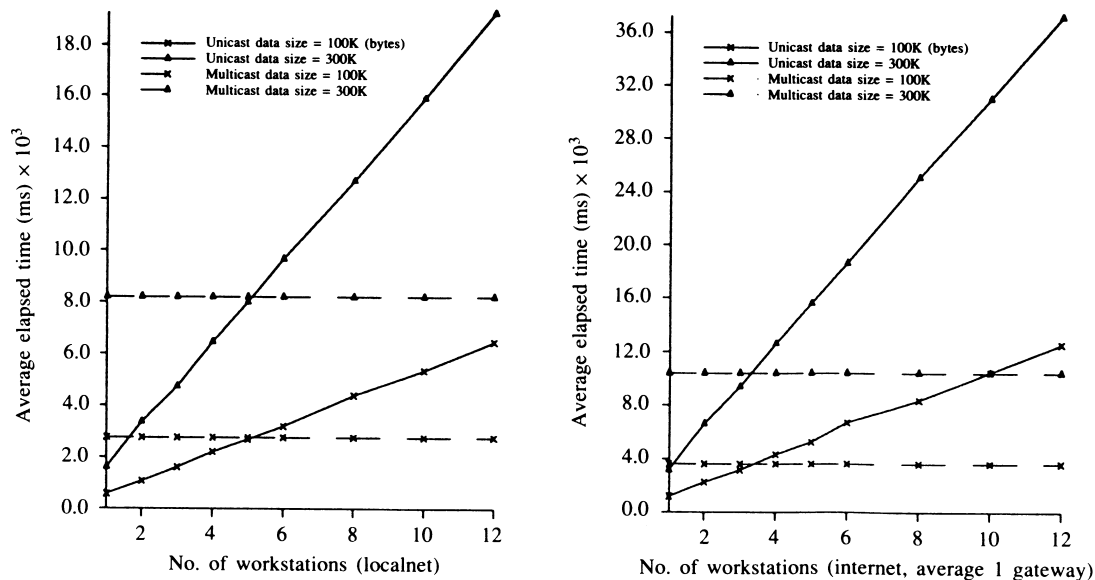 18.0
16.0
14.0
12.0
10.0
8.0
6.0
4.0
2.0
0.0
Average elapsed time (ms) × 10³
Unicast data size = 100K (bytes)
Unicast data size = 300K
Multicast data size = 100K
Multicast data size = 300K
2 4 6 8 10 12
No. of workstations (localnet)
36.0
32.0
28.0
24.0
20.0
16.0
12.0
8.0
4.0
0.0
Average elapsed time (ms) × 10³
Unicast data size = 100K (bytes)
Unicast data size = 300K
Multicast data size = 100K
Multicast data size = 300K
2 4 6 8 10 12
No. of workstations (internet, average 1 gateway)